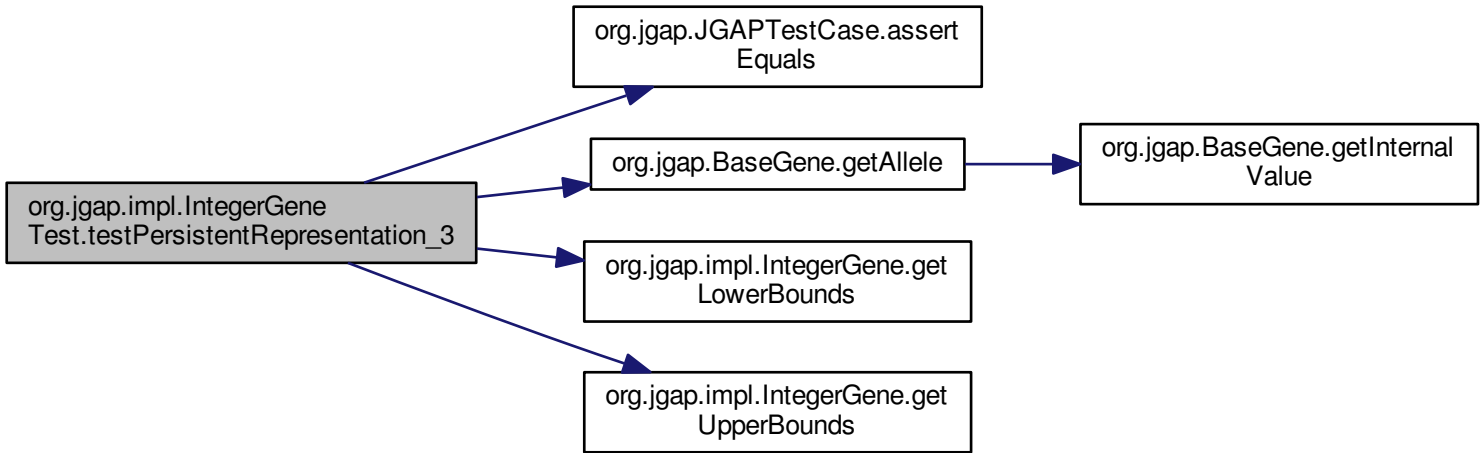 org.jgap.impl.IntegerGene
Test.testPersistentRepresentation_3
org.jgap.JGAPTestCase.assert
Equals
org.jgap.BaseGene.getAllele
org.jgap.BaseGene.getInternal
Value
org.jgap.impl.IntegerGene.get
LowerBounds
org.jgap.impl.IntegerGene.get
UpperBounds